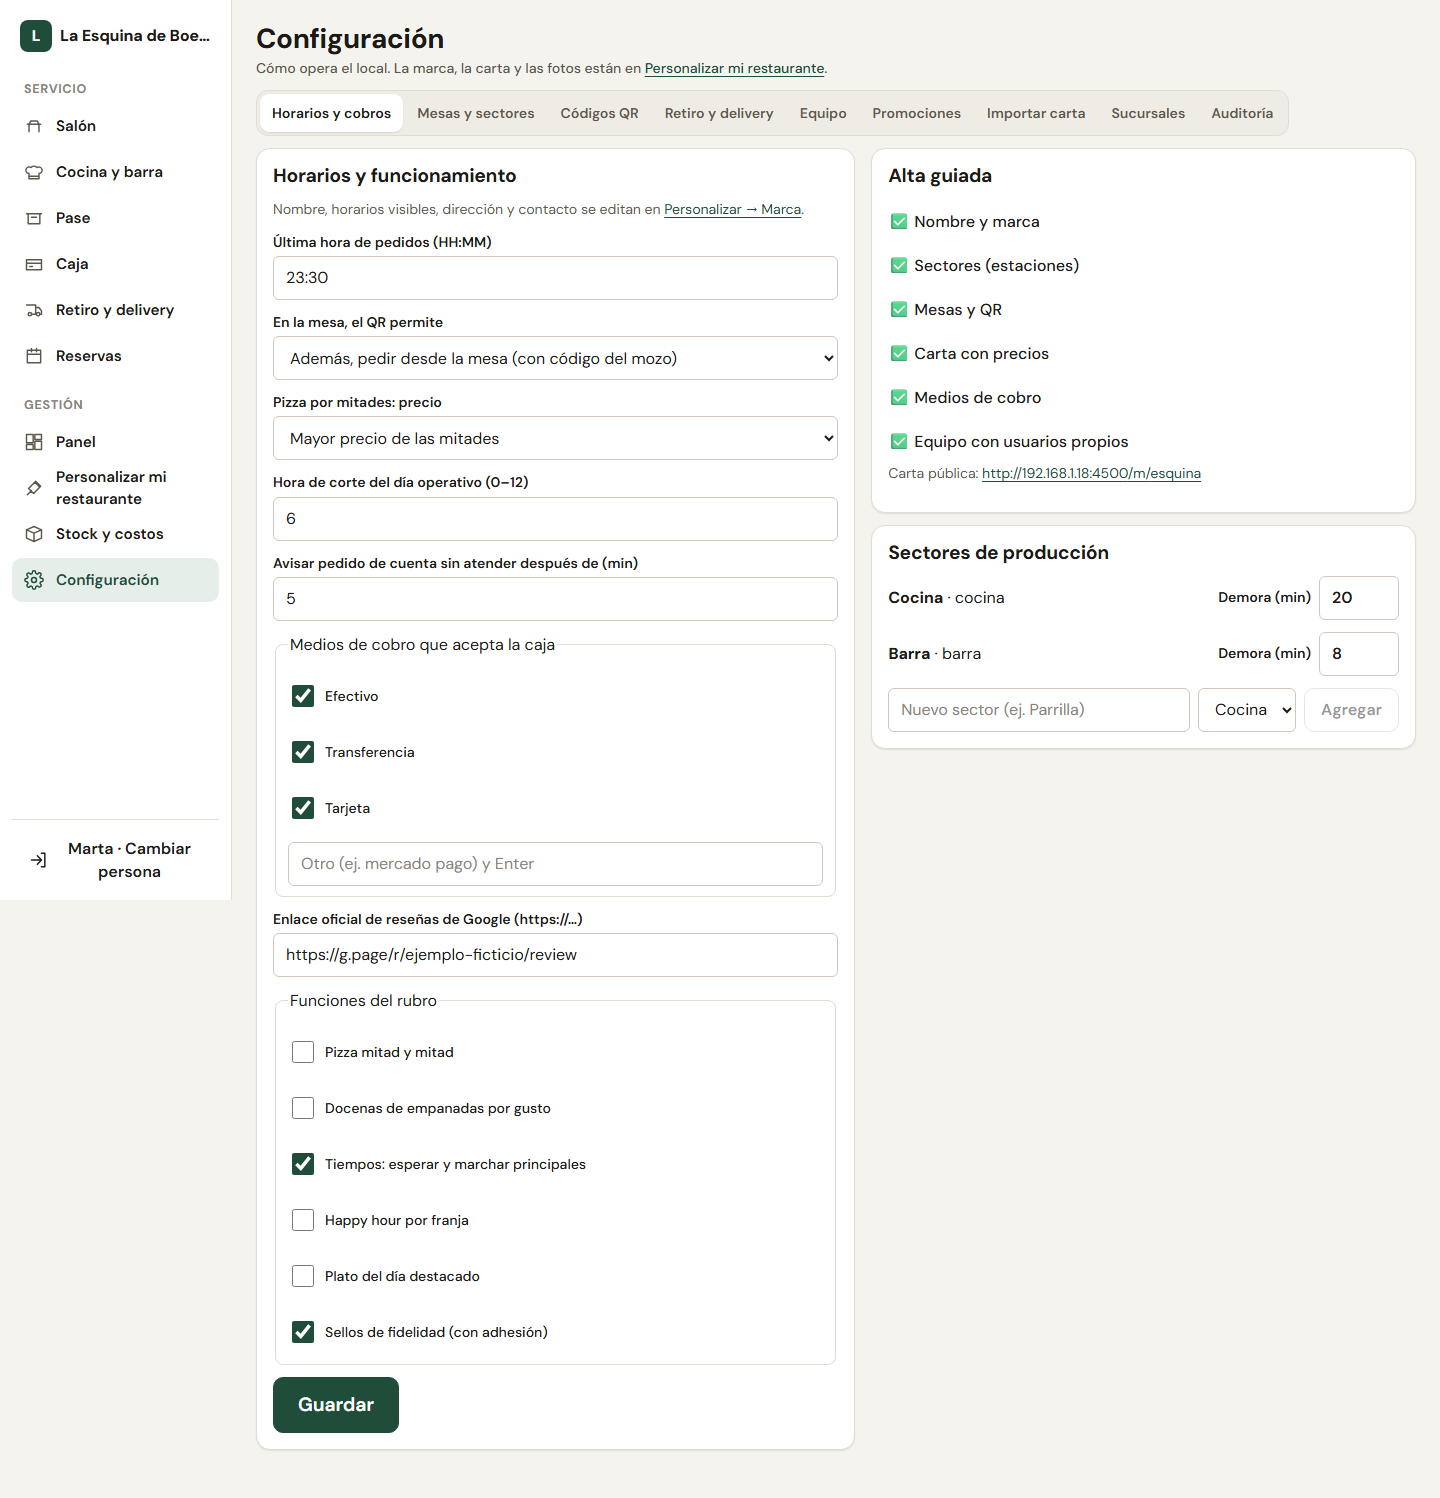 L
La Esquina de Boe...
SERVICIO
Salón
Cocina y barra
Pase
Caja
Retiro y delivery
Reservas
GESTIÓN
Panel
Personalizar mi
restaurante
Stock y costos
Configuración
Marta · Cambiar
persona
Configuración
Cómo opera el local. La marca, la carta y las fotos están en Personalizar mi restaurante.
Horarios y cobros
Mesas y sectores
Códigos QR
Retiro y delivery
Equipo
Promociones
Importar carta
Sucursales
Auditoría
Horarios y funcionamiento
Nombre, horarios visibles, dirección y contacto se editan en Personalizar → Marca.
Última hora de pedidos (HH:MM)
23:30
En la mesa, el QR permite
Además, pedir desde la mesa (con código del mozo)
Pizza por mitades: precio
Mayor precio de las mitades
Hora de corte del día operativo (0–12)
6
Avisar pedido de cuenta sin atender después de (min)
5
Medios de cobro que acepta la caja
Efectivo
Transferencia
Tarjeta
Otro (ej. mercado pago) y Enter
Enlace oficial de reseñas de Google (https://...)
https://g.page/r/ejemplo-ficticio/review
Funciones del rubro
Pizza mitad y mitad
Docenas de empanadas por gusto
Tiempos: esperar y marchar principales
Happy hour por franja
Plato del día destacado
Sellos de fidelidad (con adhesión)
Guardar
Alta guiada
✅ Nombre y marca
✅ Sectores (estaciones)
✅ Mesas y QR
✅ Carta con precios
✅ Medios de cobro
✅ Equipo con usuarios propios
Carta pública: http://192.168.1.18:4500/m/esquina
Sectores de producción
Cocina · cocina Demora (min) 20
Barra · barra Demora (min) 8
Nuevo sector (ej. Parrilla) Cocina Agregar